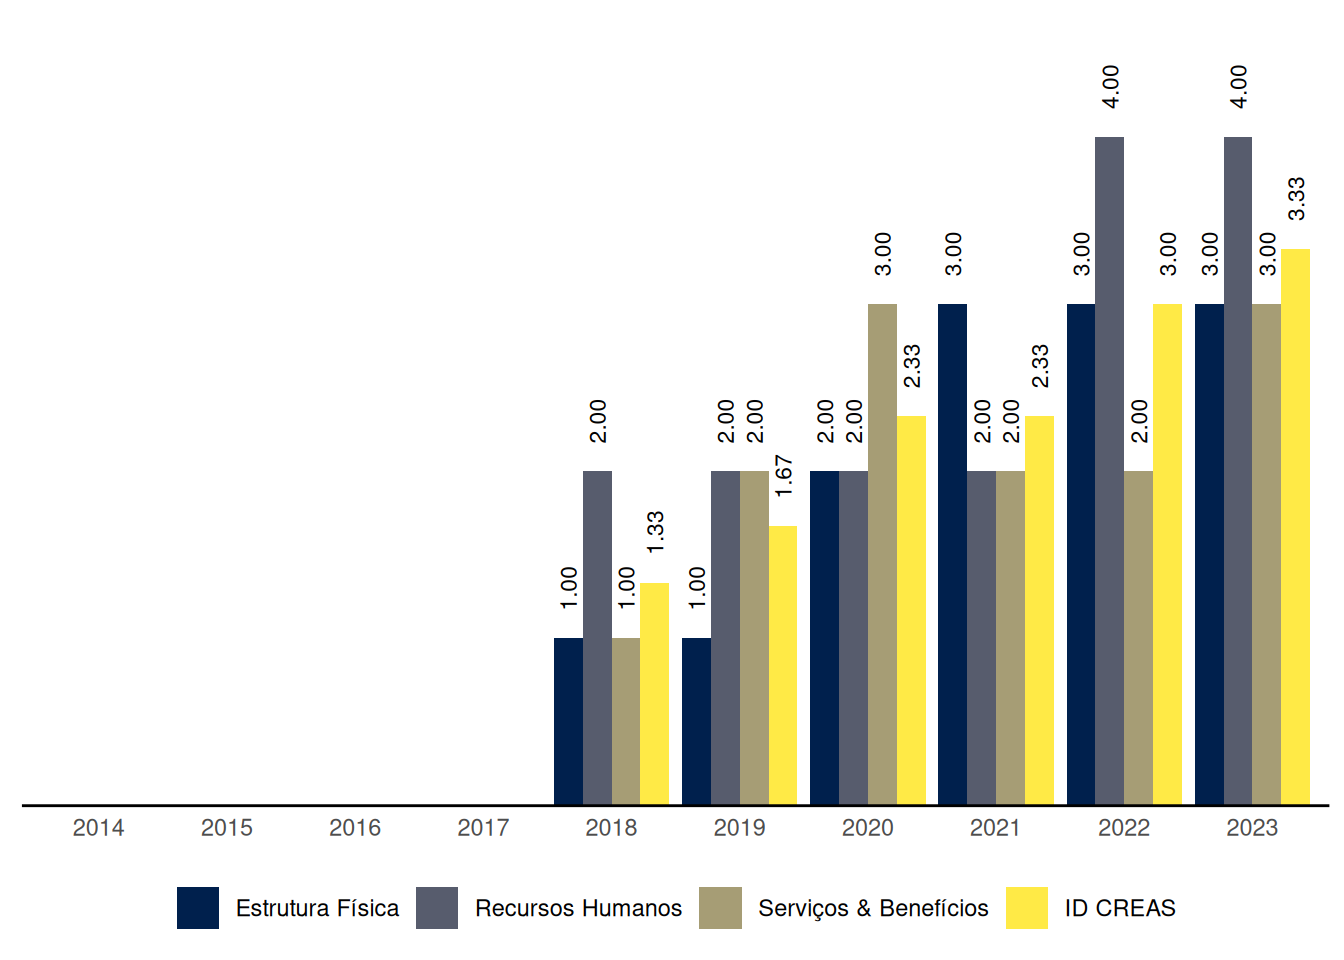 4.00 4.00
3.33
3.00 3.00 3.00 3.00 3.00 3.00
2.33 2.33
2.00 2.00 2.00 2.00 2.00 2.00 2.00 2.00
1.67
1.33
1.00 1.00 1.00
2014 2015 2016 2017 2018 2019 2020 2021 2022 2023
Estrutura Física Recursos Humanos Serviços & Benefícios ID CREAS